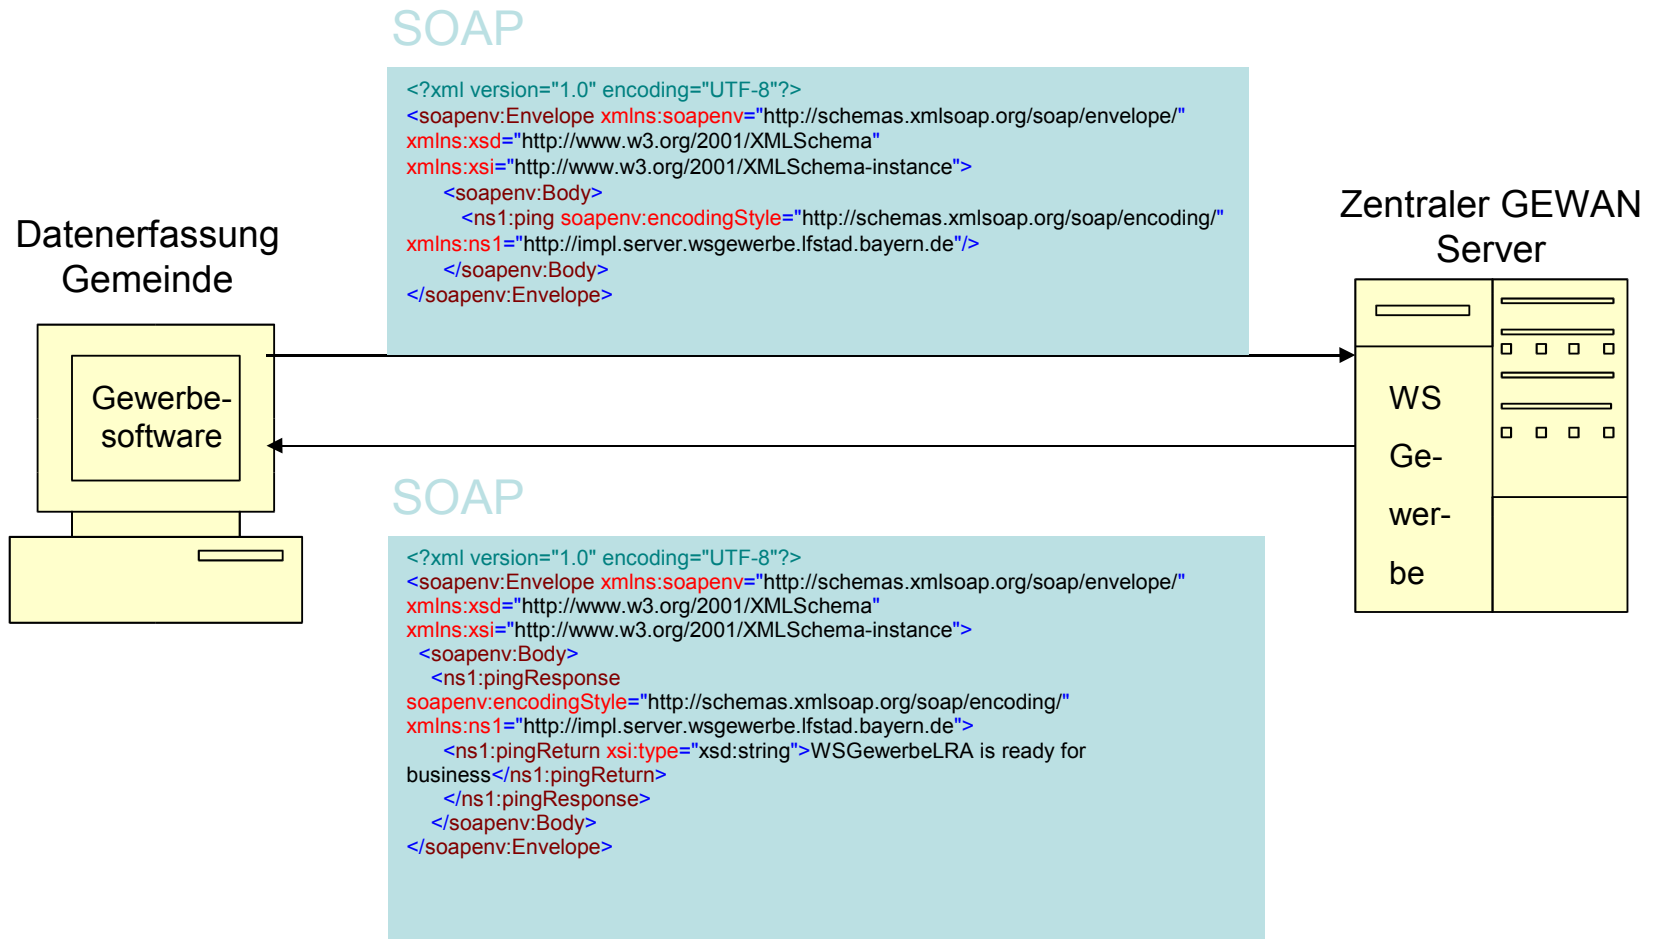 SOAP
<?xml version="1.0" encoding="UTF-8"?>
<soapenv:Envelope xmlns:soapenv="http://schemas.xmlsoap.org/soap/envelope/"
xmlns:xsd="http://www.w3.org/2001/XMLSchema"
xmlns:xsi="http://www.w3.org/2001/XMLSchema-instance">
<soapenv:Body>
<ns1:ping soapenv:encodingStyle="http://schemas.xmlsoap.org/soap/encoding/"
xmlns:ns1="http://impl.server.wsgewerbe.lfstad.bayern.de"/>
</soapenv:Body>
</soapenv:Envelope>
Datenerfassung
Gemeinde
Gewerbe-
software
Zentraler GEWAN
Server
WS
Ge-
wer-
be
SOAP
<?xml version="1.0" encoding="UTF-8"?>
<soapenv:Envelope xmlns:soapenv="http://schemas.xmlsoap.org/soap/envelope/"
xmlns:xsd="http://www.w3.org/2001/XMLSchema"
xmlns:xsi="http://www.w3.org/2001/XMLSchema-instance">
<soapenv:Body>
<ns1:pingResponse
soapenv:encodingStyle="http://schemas.xmlsoap.org/soap/encoding/"
xmlns:ns1="http://impl.server.wsgewerbe.lfstad.bayern.de">
<ns1:pingReturn xsi:type="xsd:string">WSGewerbeLRA is ready for
business</ns1:pingReturn>
</ns1:pingResponse>
</soapenv:Body>
</soapenv:Envelope>